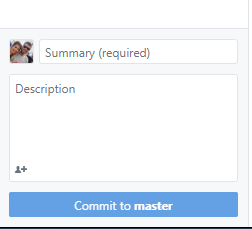 Summary (required)
Description
Commit to master